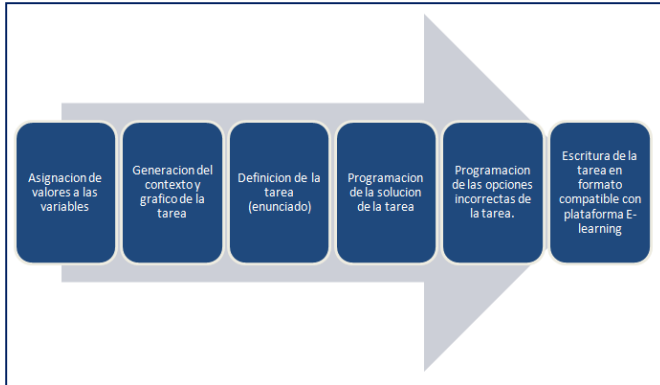 Asignacion de
valores a las
variables
Generacion del
contexto y
grafico de la
tarea
Definicion de la
tarea
(enunciado)
Programacion
de la solucion
de la tarea
Programacion
de las opciones
incorrectas de
la tarea.
Escritura de la
tarea en
formato
compatible con
plataforma E-
learning